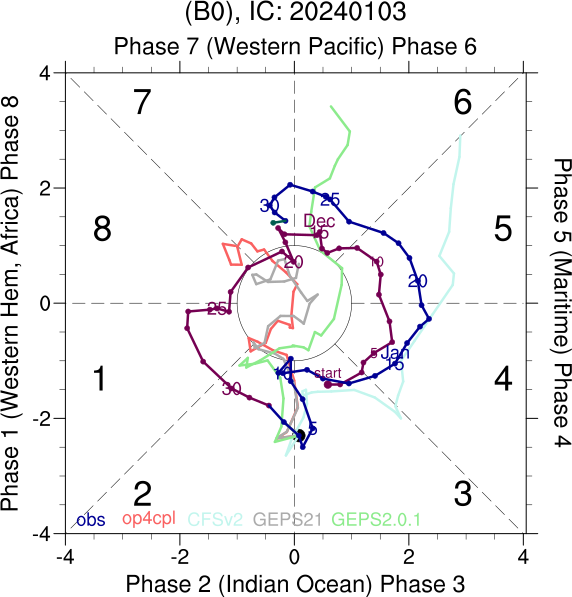 (B0), IC: 20240103
Phase 7 (Western Pacific) Phase 6
Phase 1 (Western Hem, Africa) Phase 8
Phase 5 (Maritime) Phase 4
4
2
0
-2
-4
7
6
8
5
1
4
2
3
30
25
Dec
15
20
10
20
25
Jan
5
15
10
start
30
5
obs op4cpl CFSv2 GEPS21 GEPS2.0.1
-4 -2 0 2 4
Phase 2 (Indian Ocean) Phase 3